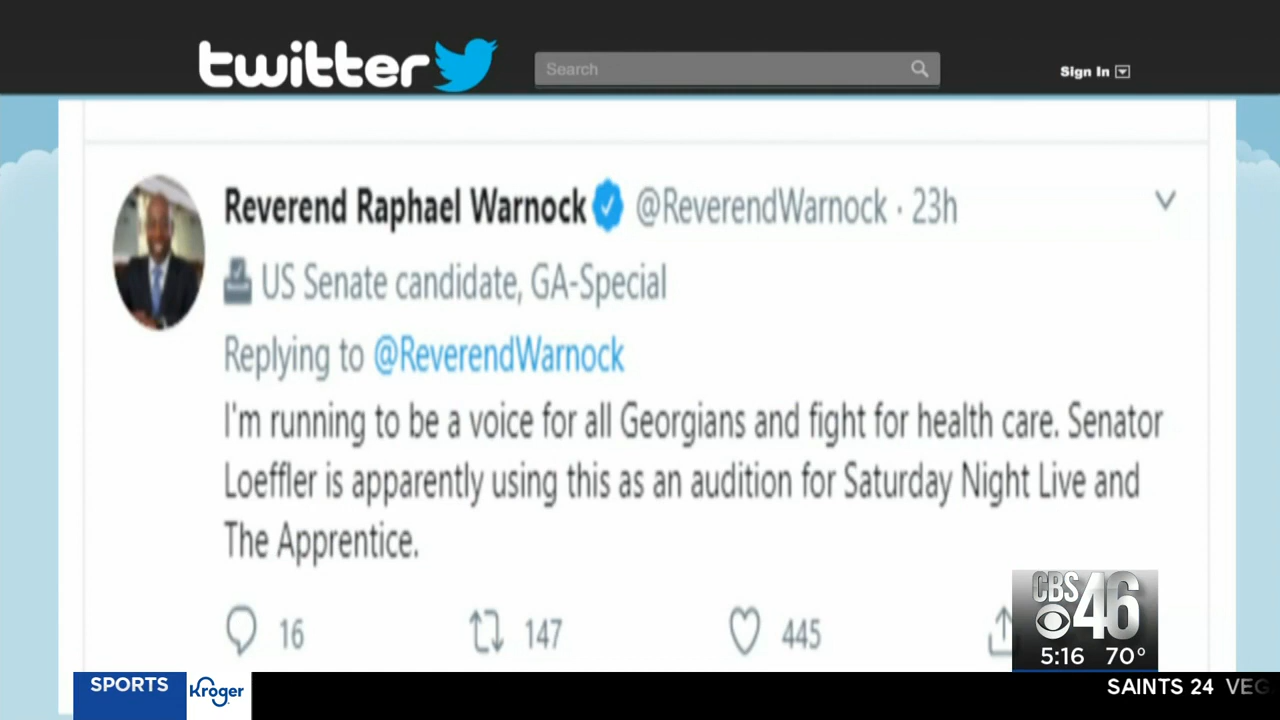 twitter
Search
Sign In
Reverend Raphael Warnock @ReverendWarnock · 23h
US Senate candidate, GA-Special
Replying to @ReverendWarnock
I'm running to be a voice for all Georgians and fight for health care. Senator
Loeffler is apparently using this as an audition for Saturday Night Live and
The Apprentice.
16 147 445
CBS 46
5:16 70°
SPORTS Kroger
SAINTS 24 VEG